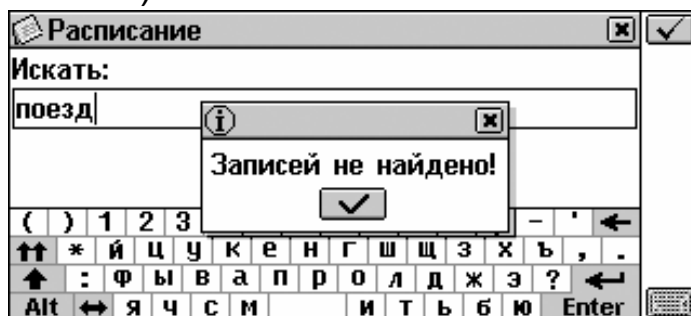 )
Расписание
Искать:
поезд
Записей не найдено!
( ) 1 2 3 - '
* й ц у к е н г ш щ з х ъ , .
: ф ы в а п р о л д ж э ?
Alt я ч с м и т ь б ю Enter